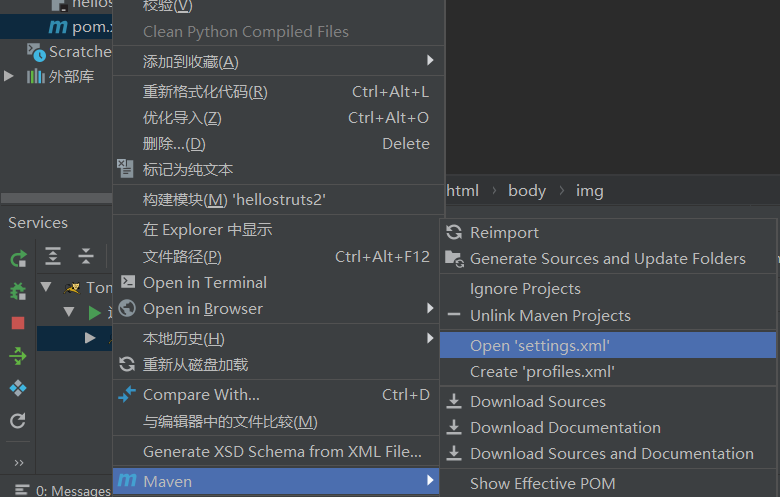 校验(V)
Clean Python Compiled Files
添加到收藏(A)
重新格式化代码(R) Ctrl+Alt+L
优化导入(Z) Ctrl+Alt+O
删除...(D) Delete
标记为纯文本
构建模块(M) 'hellostruts2'
在 Explorer 中显示
文件路径(P) Ctrl+Alt+F12
Open in Terminal
Open in Browser
本地历史(H)
重新从磁盘加载
Compare With... Ctrl+D
与编辑器中的文件比较(M)
Generate XSD Schema from XML File...
Maven
hellos
pom.x
Scratche
外部库
Services
Tom
0: Messages
html body img
Reimport
Generate Sources and Update Folders
Ignore Projects
Unlink Maven Projects
Open 'settings.xml'
Create 'profiles.xml'
Download Sources
Download Documentation
Download Sources and Documentation
Show Effective POM